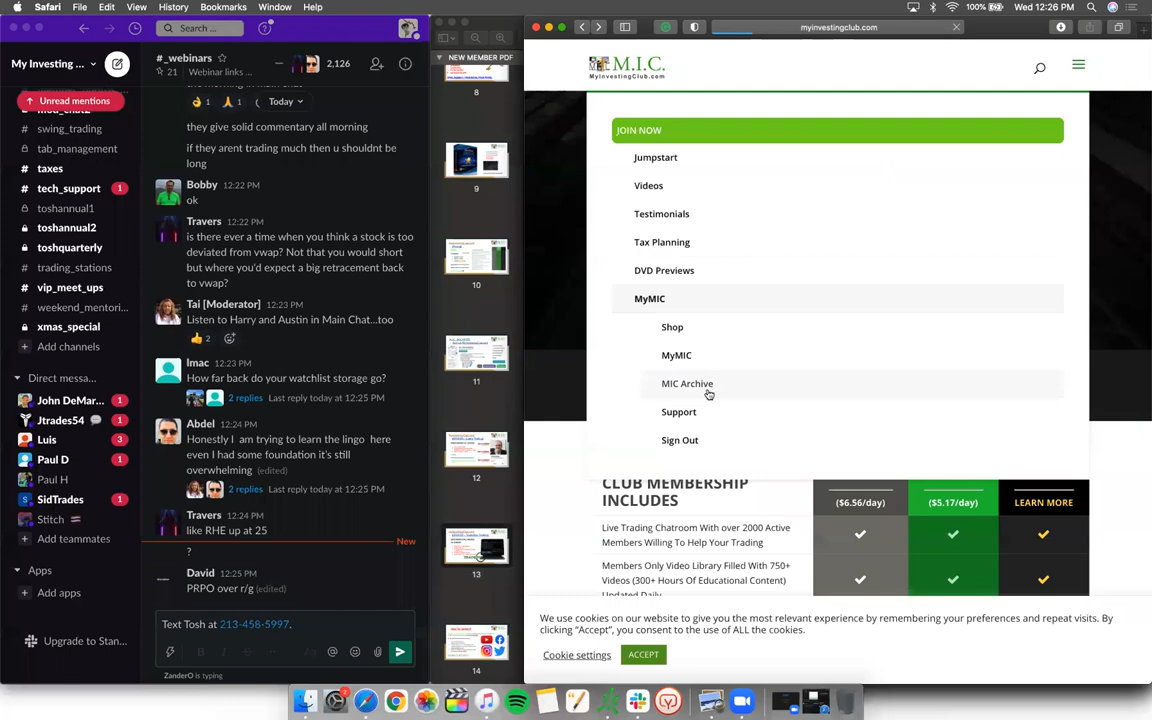 Safari File Edit View History Bookmarks Window Help
100% Wed 12:26 PM
Search ...
My Investing ...
Unread mentions
swing_trading
tab_management
taxes
tech_support 1
toshannual1
toshannual2
toshquarterly
trading_stations
vip_meet_ups
weekend_mentori...
xmas_special
Add channels
Direct messa...
John DeMar... 1
Jtrades54 1
Luis 3
Paul D 1
Paul H
SidTrades 1
Stitch
Add teammates
Apps
Add apps
Upgrade to Stan...
#_webinars
21 Webinar links ...
2,126
1 1 Today
they give solid commentary all morning
if they arent trading much then u shouldnt be
long
Bobby 12:22 PM
ok
Travers 12:22 PM
is there ever a time when you think a stock is too
deviated from vwap? Not that you would short
but where you'd expect a big retracement back
to vwap?
Tai [Moderator] 12:23 PM
Listen to Harry and Austin in Main Chat...too
2
Imac 12:23 PM
How far back do your watchlist storage go?
2 replies Last reply today at 12:25 PM
Abdel 12:24 PM
Honestly I am trying to learn the lingo here
even I had some foundation it's still
overwhelming (edited)
2 replies Last reply today at 12:25 PM
Travers 12:24 PM
like RHE up at 25
New
?
David 12:25 PM
PRPO over r/g (edited)
Text Tosh at 213-458-5997.
ZanderO is typing
NEW MEMBER PDF
8
9
10
11
12
13
14
myinvestingclub.com
M.I.C.
MyInvestingClub.com
JOIN NOW
Jumpstart
Videos
Testimonials
Tax Planning
DVD Previews
MyMIC
Shop
MyMIC
MIC Archive
Support
Sign Out
CLUB MEMBERSHIP
INCLUDES
($6.56/day) ($5.17/day) LEARN MORE
Live Trading Chatroom With over 2000 Active
Members Willing To Help Your Trading
Members Only Video Library Filled With 750+
Videos (300+ Hours Of Educational Content)
Updated Daily
We use cookies on our website to give you the most relevant experience by remembering your preferences and repeat visits. By
clicking “Accept”, you consent to the use of ALL the cookies.
Cookie settings ACCEPT